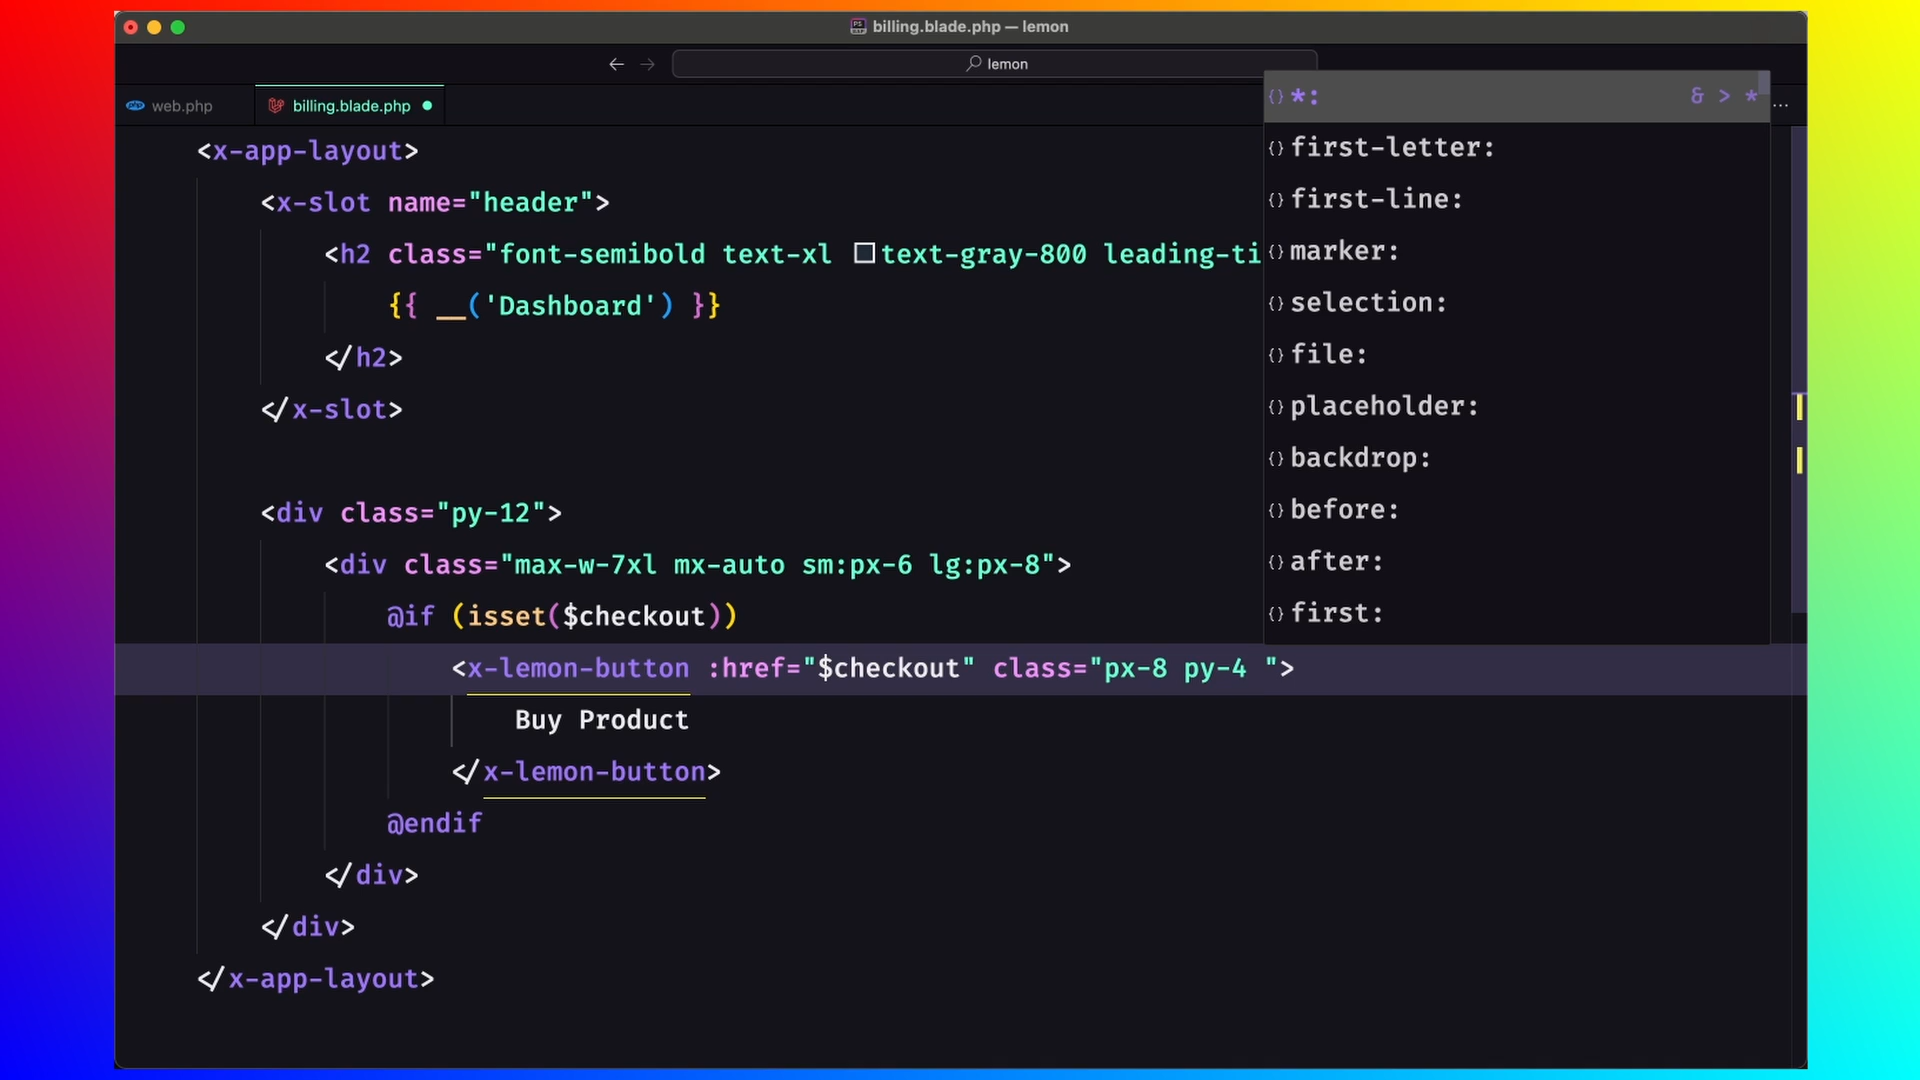 billing.blade.php — lemon
lemon
web.php
billing.blade.php
<x-app-layout>
<x-slot name="header">
<h2 class="font-semibold text-xl text-gray-800 leading-ti
{{ __('Dashboard') }}
</h2>
</x-slot>
<div class="py-12">
<div class="max-w-7xl mx-auto sm:px-6 lg:px-8">
@if (isset($checkout))
<x-lemon-button :href="$checkout" class="px-8 py-4 ">
Buy Product
</x-lemon-button>
@endif
</div>
</div>
</x-app-layout>
{} *: & > *
{} first-letter:
{} first-line:
{} marker:
{} selection:
{} file:
{} placeholder:
{} backdrop:
{} before:
{} after:
{} first: